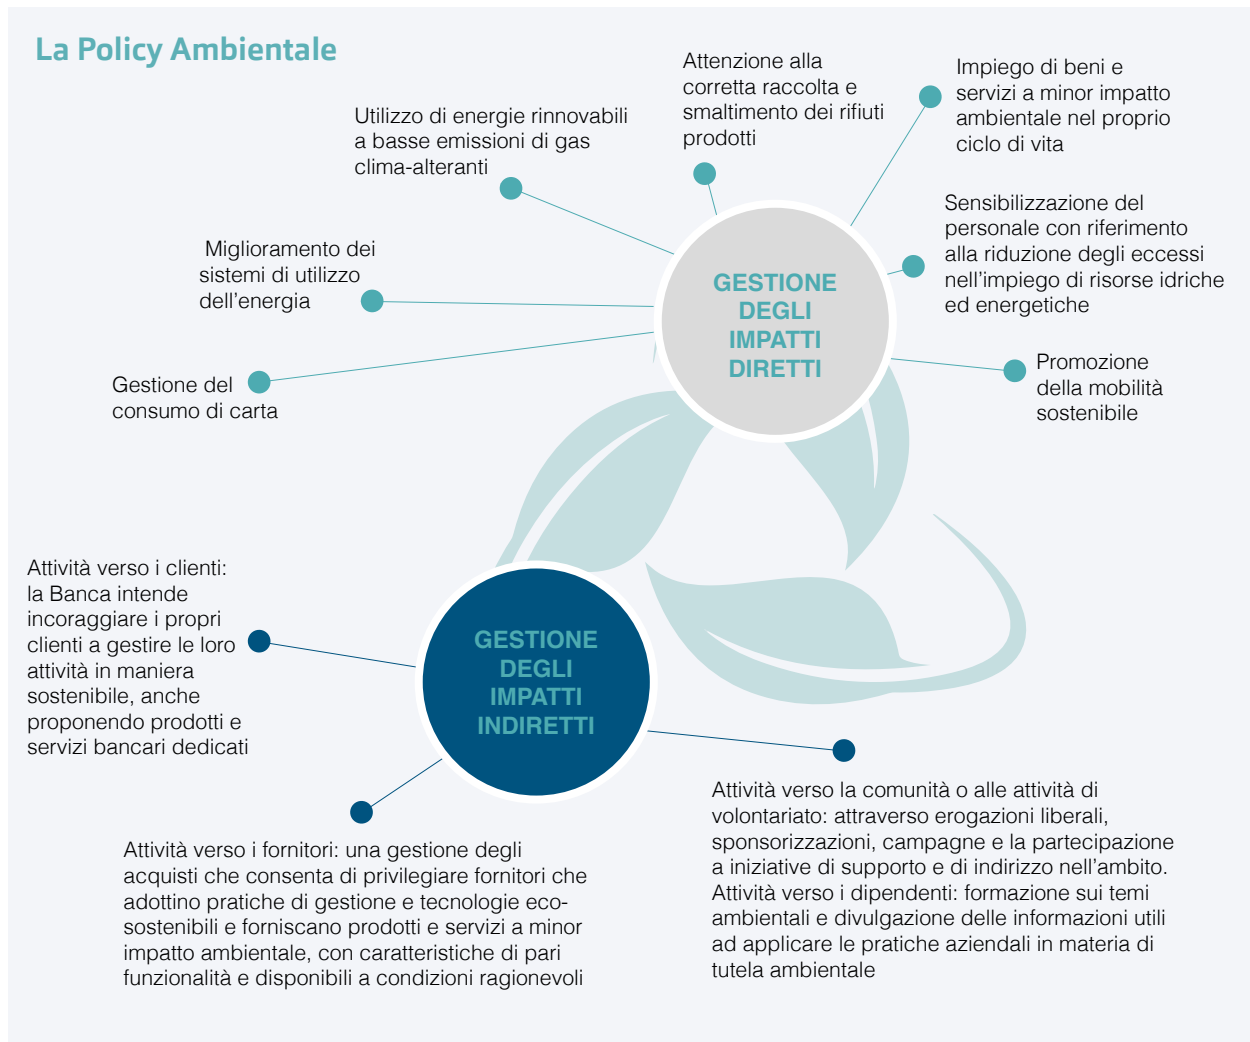 La Policy Ambientale
Utilizzo di energie rinnovabili
a basse emissioni di gas
clima-alteranti
Attenzione alla
corretta raccolta e
smaltimento dei rifiuti
prodotti
Impiego di beni e
servizi a minor impatto
ambientale nel proprio
ciclo di vita
Miglioramento dei
sistemi di utilizzo
dell'energia
Sensibilizzazione del
personale con riferimento
alla riduzione degli eccessi
nell'impiego di risorse idriche
ed energetiche
GESTIONE
DEGLI
IMPATTI
DIRETTI
Gestione del
consumo di carta
Promozione
della mobilità
sostenibile
Attività verso i clienti:
la Banca intende
incoraggiare i propri
clienti a gestire le loro
attività in maniera
sostenibile, anche
proponendo prodotti e
servizi bancari dedicati
GESTIONE
DEGLI
IMPATTI
INDIRETTI
Attività verso i fornitori: una gestione degli
acquisti che consenta di privilegiare fornitori che
adottino pratiche di gestione e tecnologie eco-
sostenibili e forniscano prodotti e servizi a minor
impatto ambientale, con caratteristiche di pari
funzionalità e disponibili a condizioni ragionevoli
Attività verso la comunità o alle attività di
volontariato: attraverso erogazioni liberali,
sponsorizzazioni, campagne e la partecipazione
a iniziative di supporto e di indirizzo nell'ambito.
Attività verso i dipendenti: formazione sui temi
ambientali e divulgazione delle informazioni utili
ad applicare le pratiche aziendali in materia di
tutela ambientale